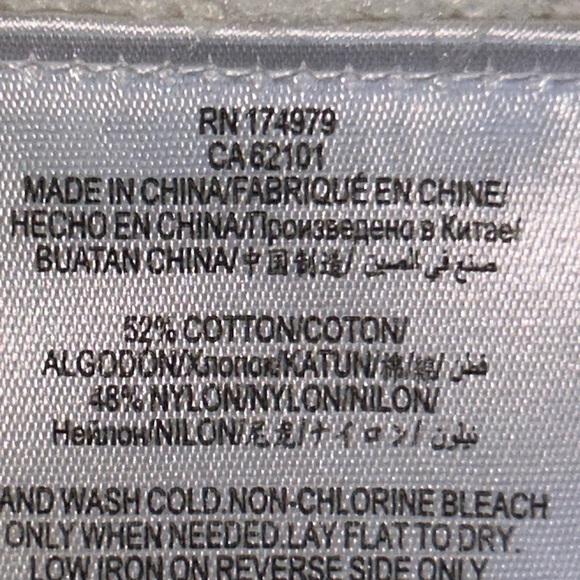 RN 174979
CA 62101
MADE IN CHINA/FABRIQUÉ EN CHINE/
HECHO EN CHINA/Произведено в Китае/
BUATAN CHINA/中国制造/ صنع في الصين
52% COTTON/COTON/
ALGODÓN/Хлопок/KATUN/棉/綿/ قطن
48% NYLON/NYLON/NILON/
Нейлон/NILON/尼龙/ナイロン/ نيلون
AND WASH COLD.NON-CHLORINE BLEACH
ONLY WHEN NEEDED.LAY FLAT TO DRY.
LOW IRON ON REVERSE SIDE ONLY